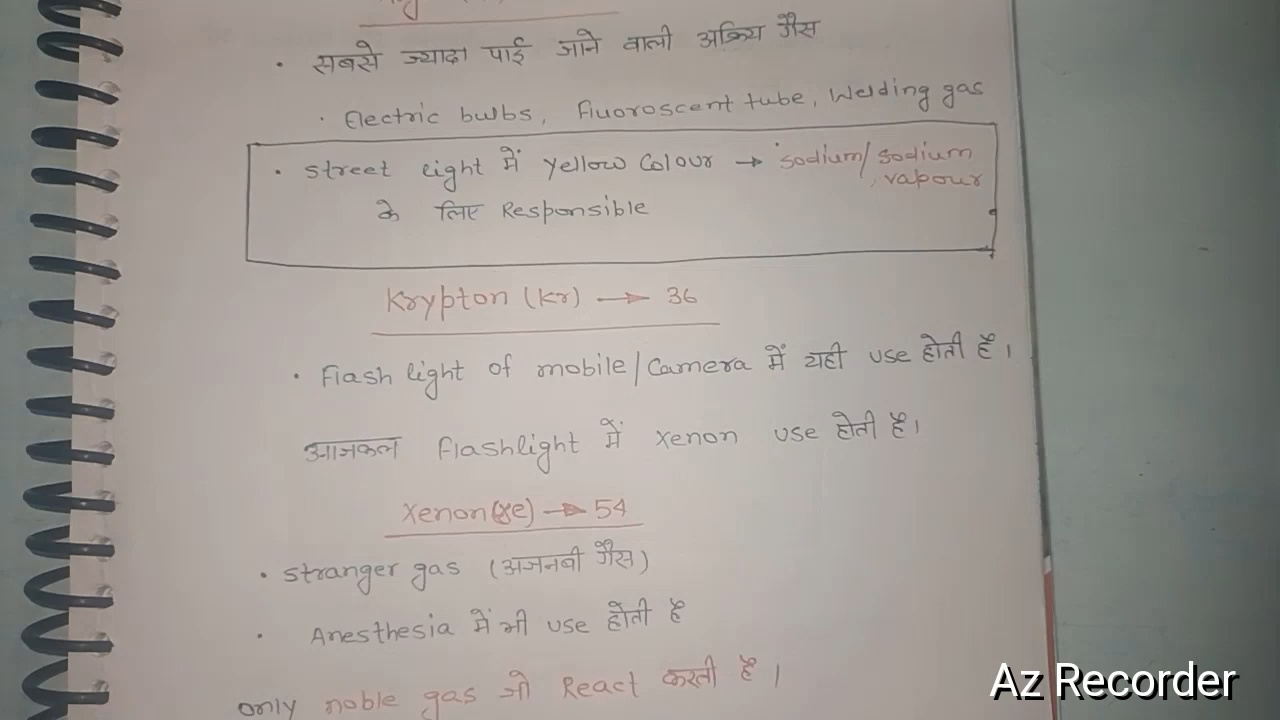 • सबसे ज्यादा पाई जाने वाली अक्रिय गैस
• Electric bulbs, Fluoroscent tube, Welding gas
• street light में yellow Colour → sodium/sodium vapour
के लिए Responsible
Krypton (Kr) → 36
• Flash light of mobile/Camera में यही use होती है।
आजकल flashlight में xenon use होती है।
Xenon(Xe) → 54
• stranger gas (अजनबी गैस)
• Anesthesia में भी use होती है
only noble gas जो React करती है।
Az Recorder